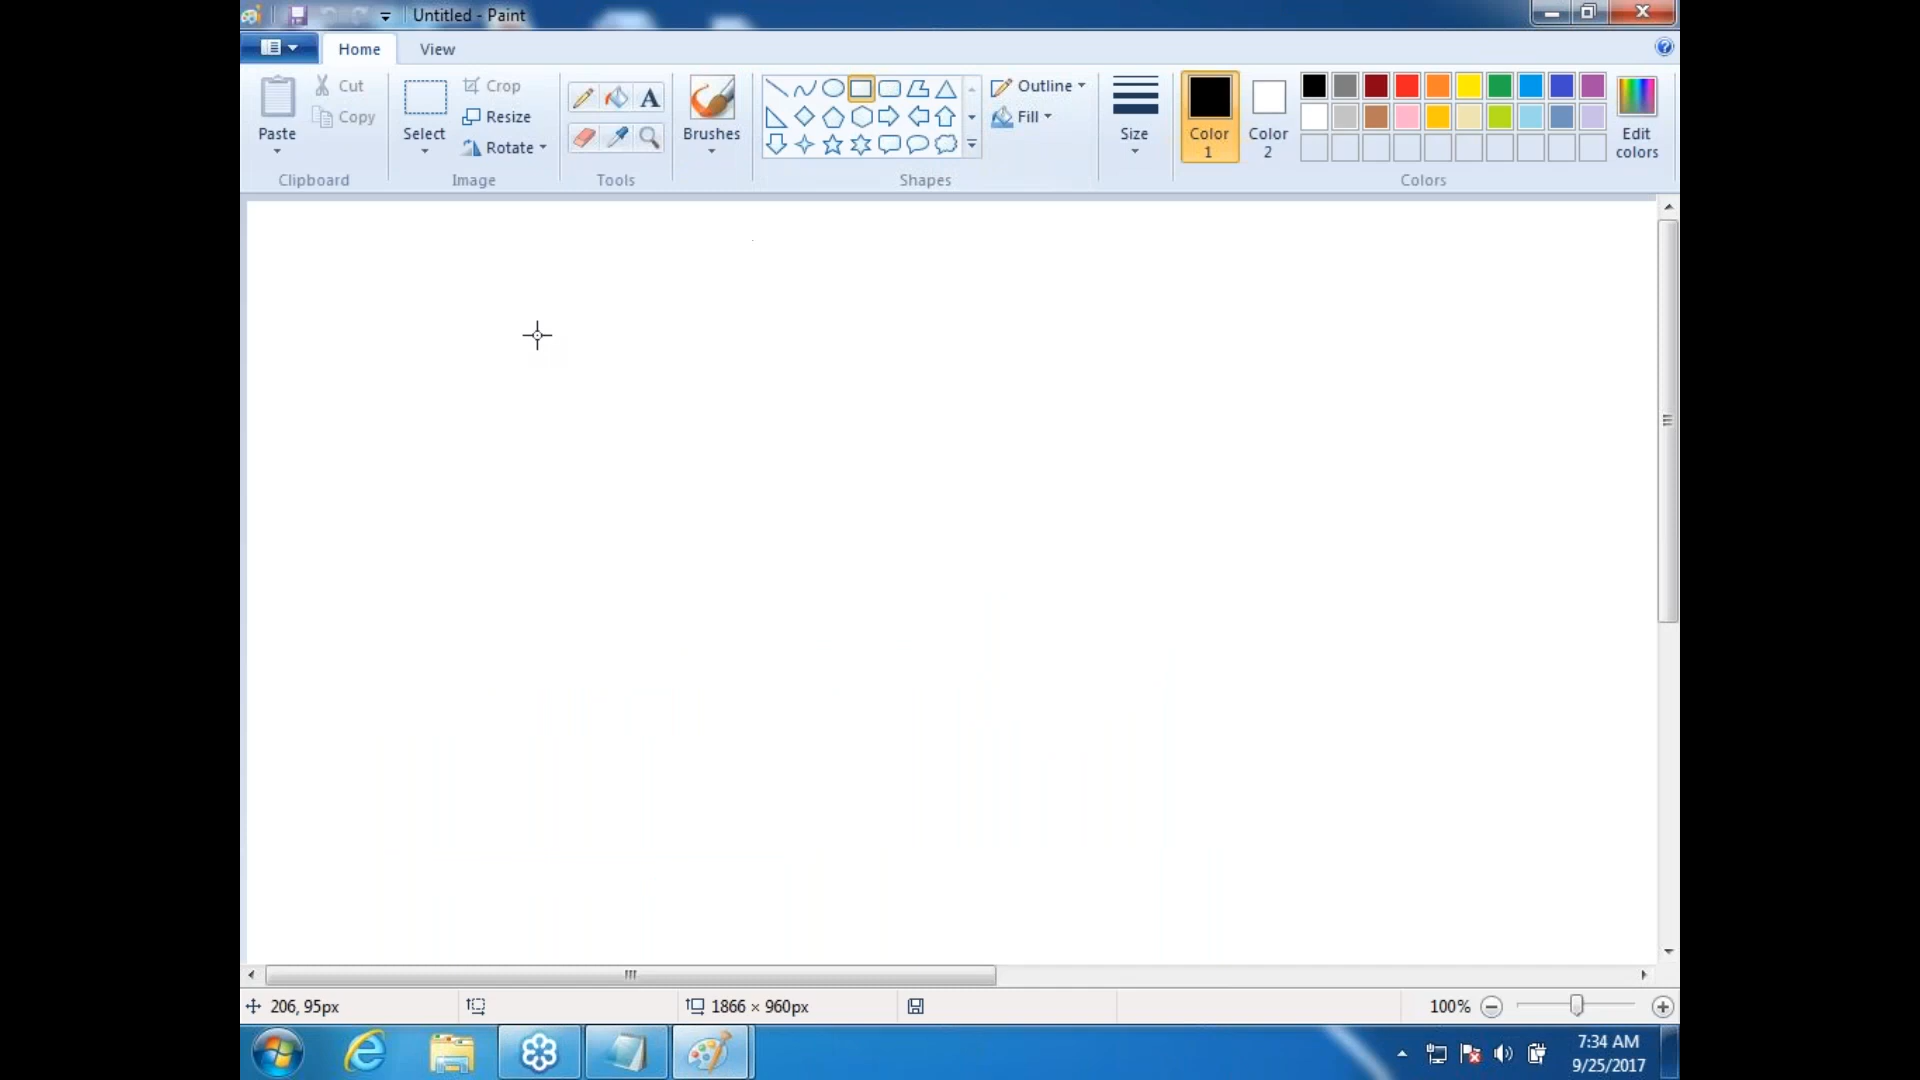 Untitled - Paint
Home View
Cut
Copy
Paste
Clipboard
Select
Crop
Resize
Rotate
Image
A
Tools
Brushes
Outline
Fill
Shapes
Size
Color 1
Color 2
Edit colors
Colors
206, 95px
1866 × 960px
100%
7:34 AM
9/25/2017